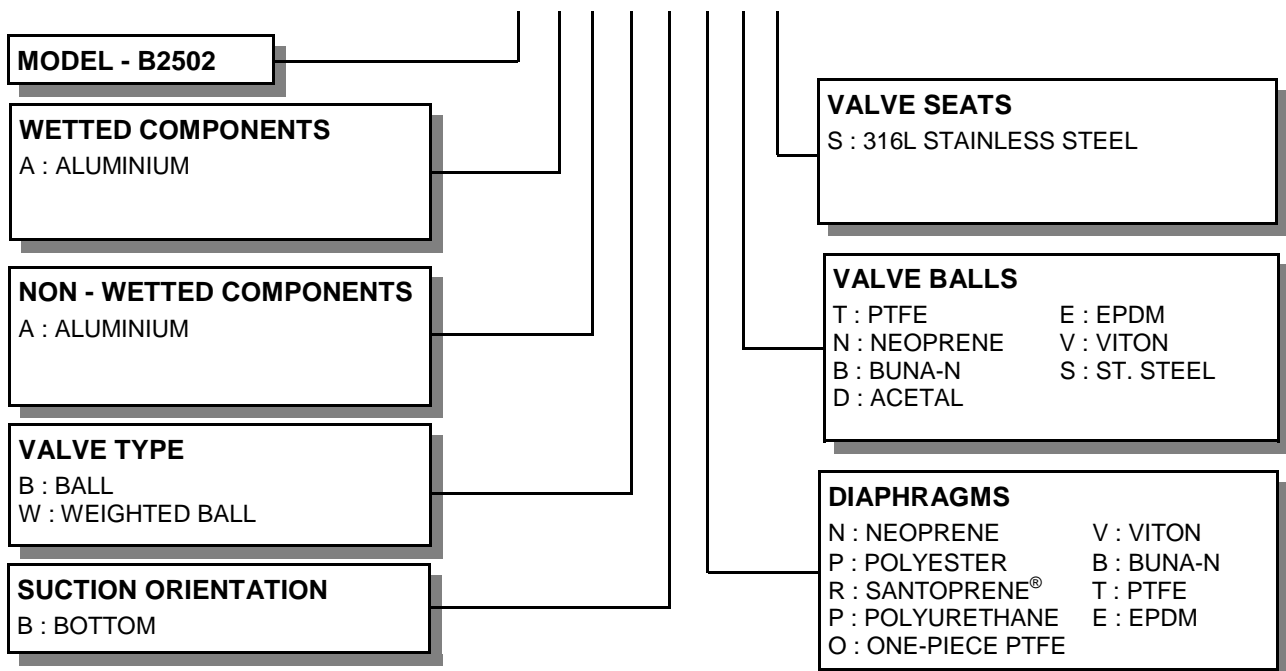 MODEL - B2502
WETTED COMPONENTS
A : ALUMINIUM
NON - WETTED COMPONENTS
A : ALUMINIUM
VALVE TYPE
B : BALL
W : WEIGHTED BALL
SUCTION ORIENTATION
B : BOTTOM
VALVE SEATS
S : 316L STAINLESS STEEL
VALVE BALLS
T : PTFE E : EPDM
N : NEOPRENE V : VITON
B : BUNA-N S : ST. STEEL
D : ACETAL
DIAPHRAGMS
N : NEOPRENE V : VITON
P : POLYESTER B : BUNA-N
R : SANTOPRENE® T : PTFE
P : POLYURETHANE E : EPDM
O : ONE-PIECE PTFE